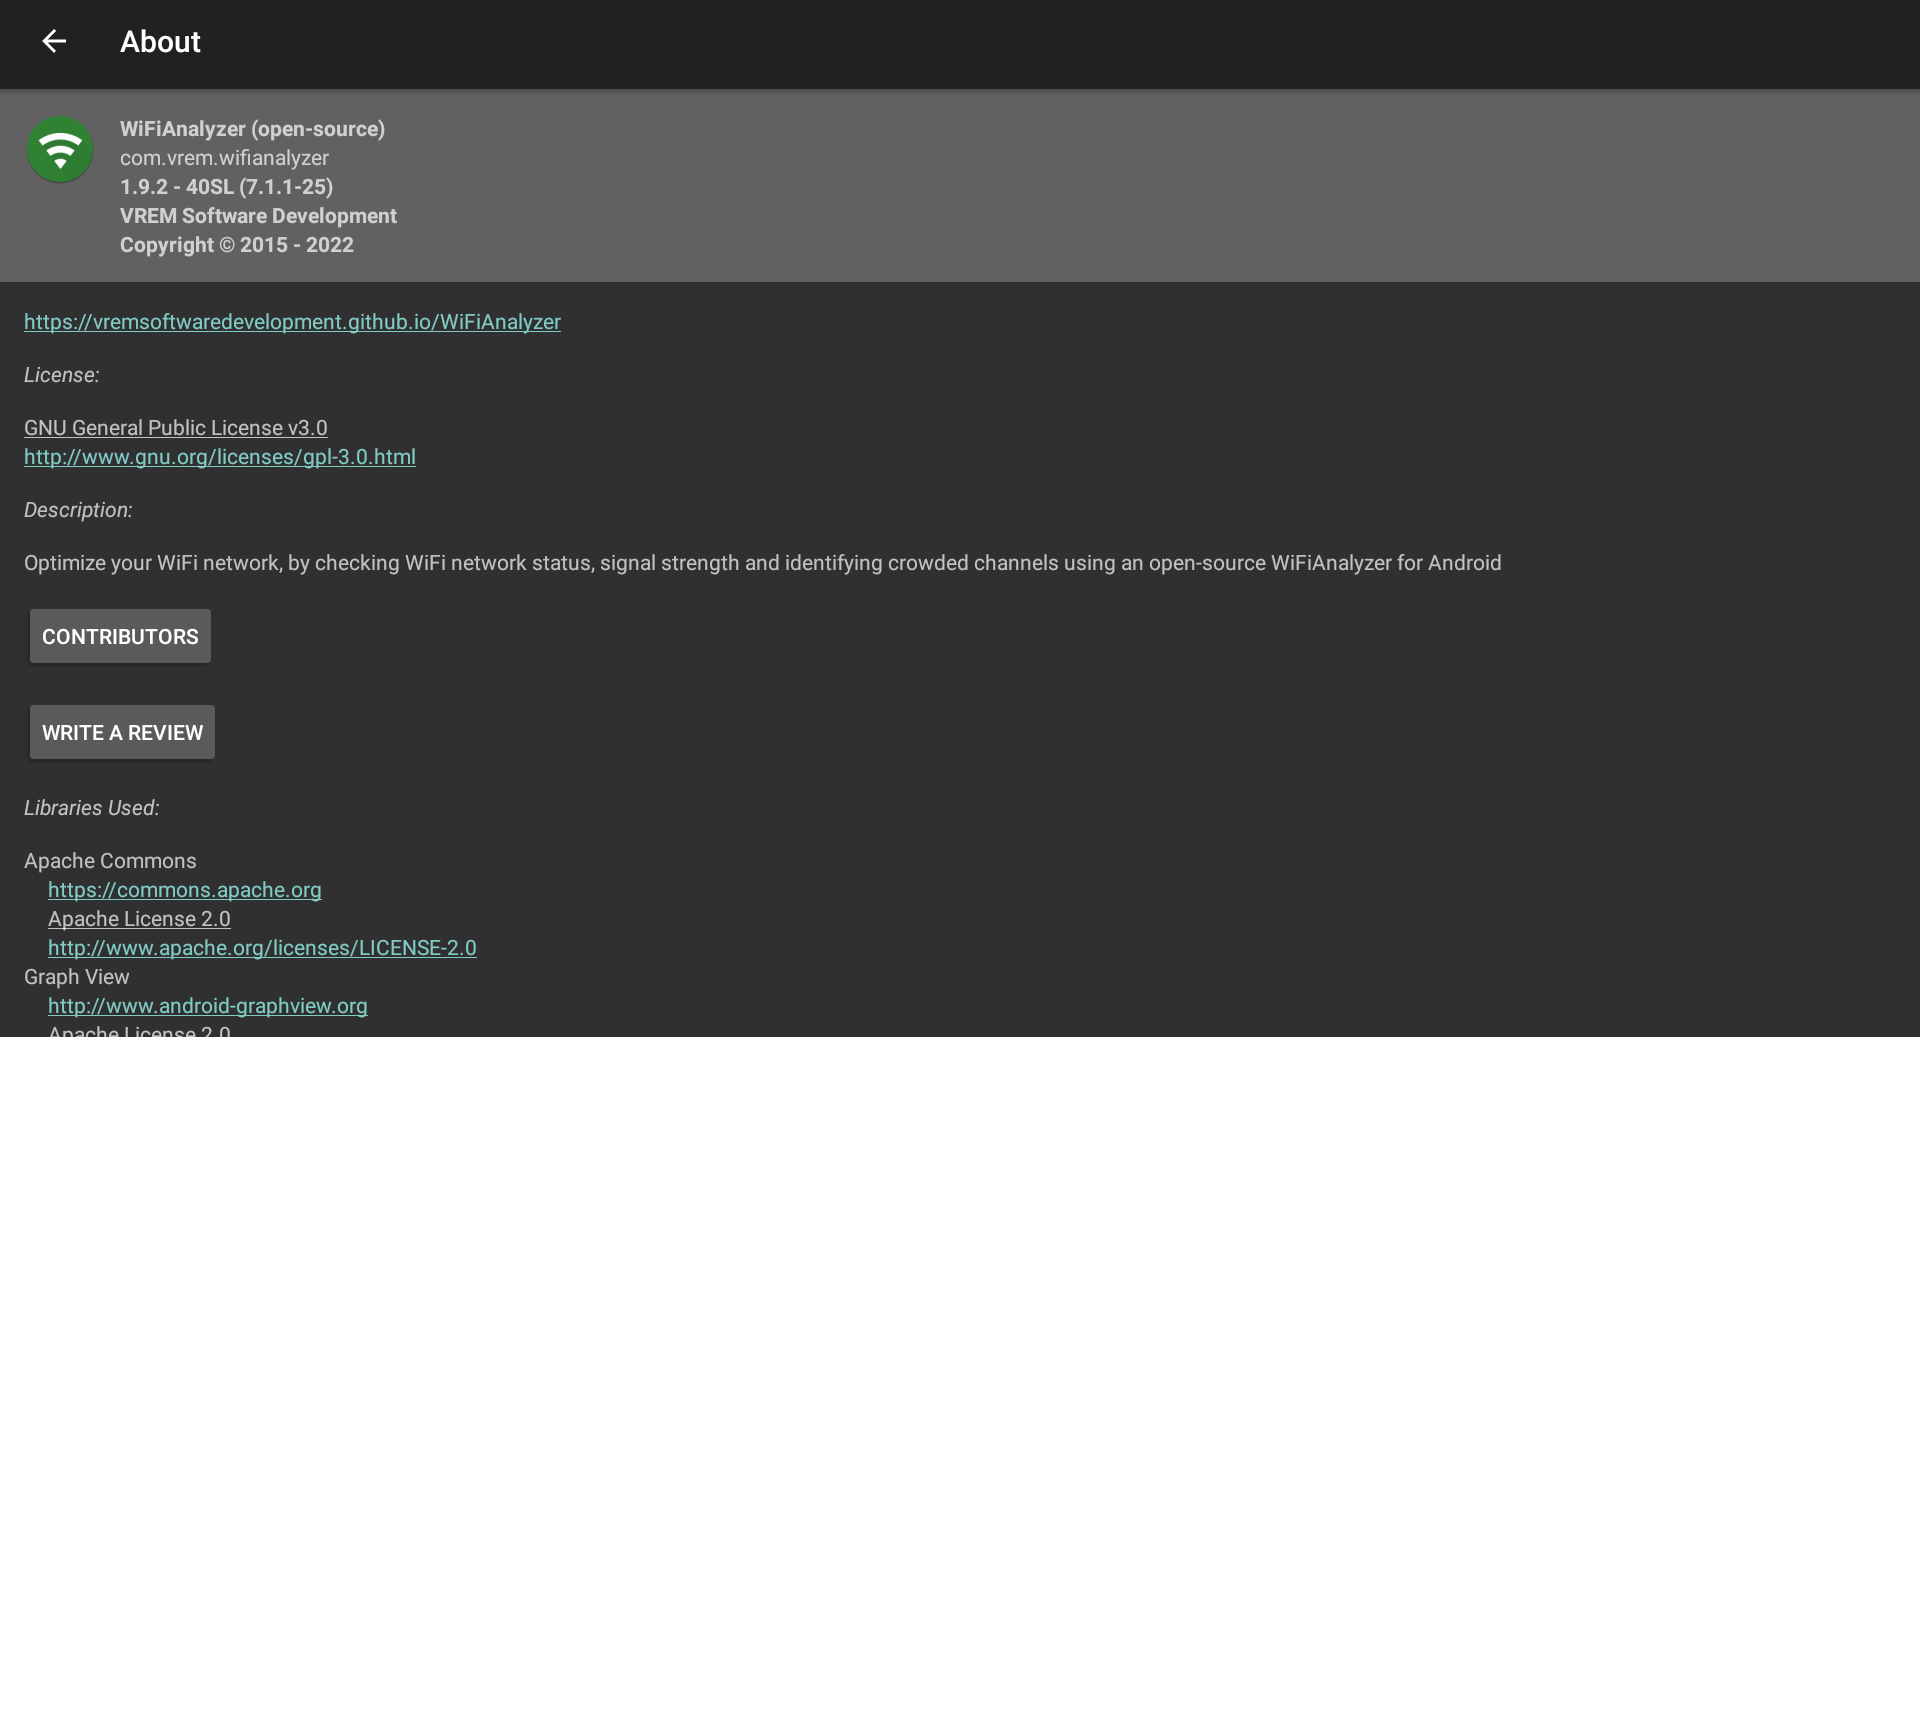 About
WiFiAnalyzer (open-source)
com.vrem.wifianalyzer
1.9.2 - 40SL (7.1.1-25)
VREM Software Development
Copyright © 2015 - 2022
https://vremsoftwaredevelopment.github.io/WiFiAnalyzer
License:
GNU General Public License v3.0
http://www.gnu.org/licenses/gpl-3.0.html
Description:
Optimize your WiFi network, by checking WiFi network status, signal strength and identifying crowded channels using an open-source WiFiAnalyzer for Android
CONTRIBUTORS
WRITE A REVIEW
Libraries Used:
Apache Commons
https://commons.apache.org
Apache License 2.0
http://www.apache.org/licenses/LICENSE-2.0
Graph View
http://www.android-graphview.org
Apache License 2.0